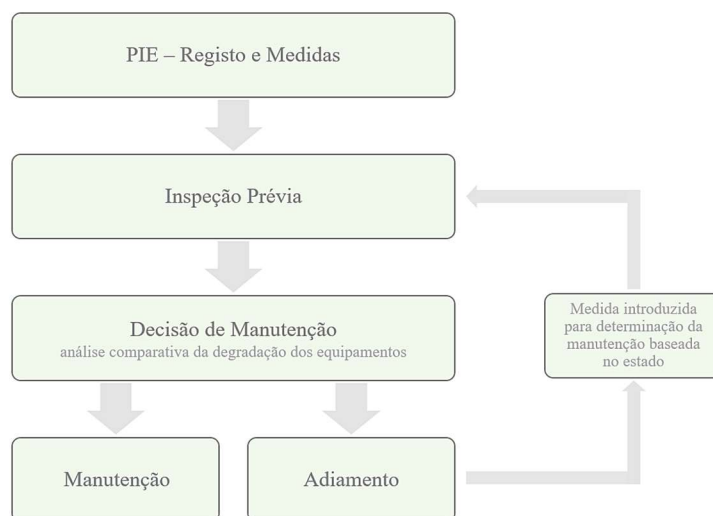 PIE – Registo e Medidas
Inspeção Prévia
Decisão de Manutenção
análise comparativa da degradação dos equipamentos
Medida introduzida
para determinação da
manutenção baseada
no estado
Manutenção
Adiamento